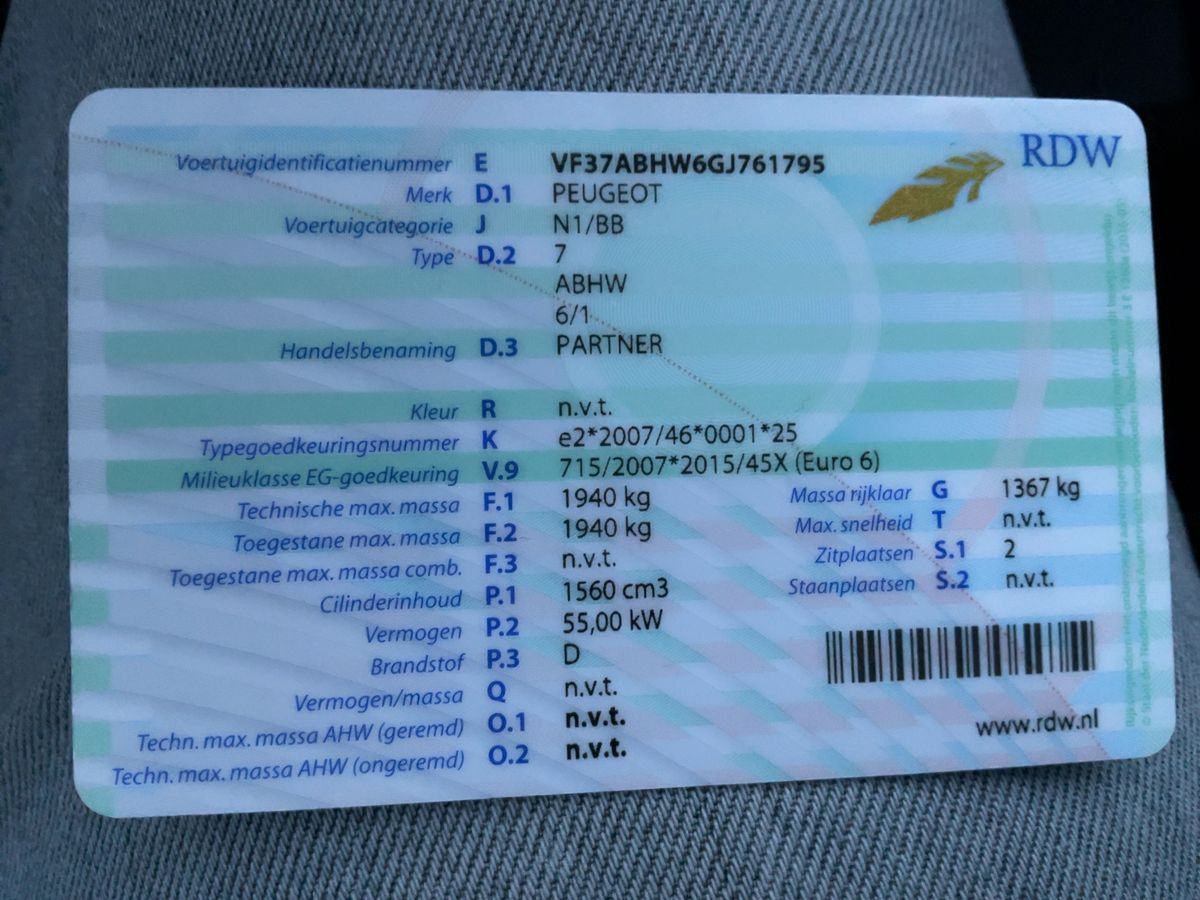 RDW
Voertuigidentificatienummer E VF37ABHW6GJ761795
Merk D.1 PEUGEOT
Voertuigcategorie J N1/BB
Type D.2 7
ABHW
6/1
Handelsbenaming D.3 PARTNER
Kleur R n.v.t.
Typegoedkeuringsnummer K e2*2007/46*0001*25
Milieuklasse EG-goedkeuring V.9 715/2007*2015/45X (Euro 6)
Technische max. massa F.1 1940 kg Massa rijklaar G 1367 kg
Toegestane max. massa F.2 1940 kg Max. snelheid T n.v.t.
Toegestane max. massa comb. F.3 n.v.t. Zitplaatsen S.1 2
Cilinderinhoud P.1 1560 cm3 Staanplaatsen S.2 n.v.t.
Vermogen P.2 55,00 kW
Brandstof P.3 D
Vermogen/massa Q n.v.t.
Techn. max. massa AHW (geremd) O.1 n.v.t.
Techn. max. massa AHW (ongeremd) O.2 n.v.t.
www.rdw.nl